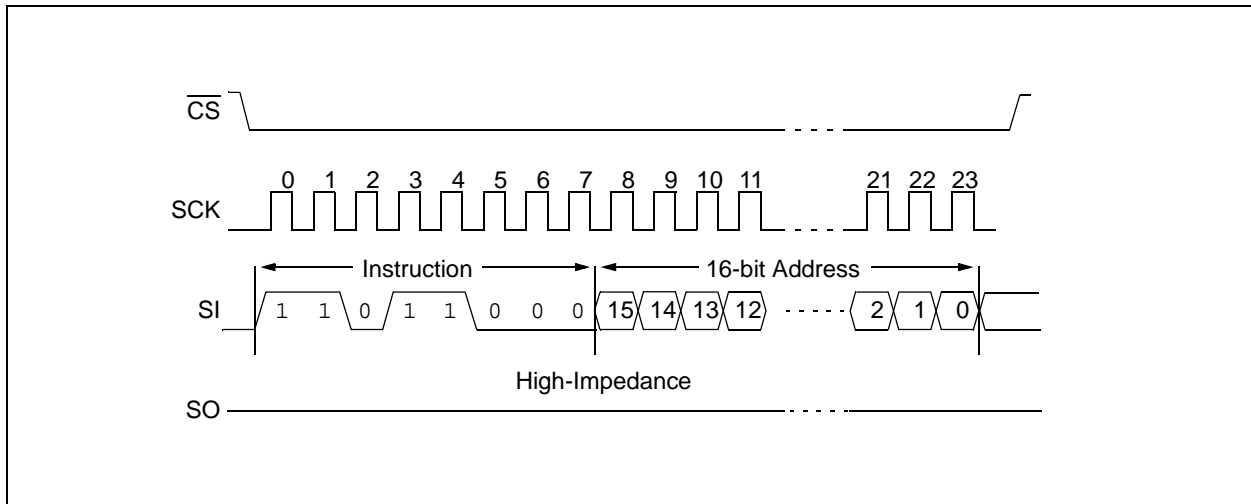 CS
0 1 2 3 4 5 6 7 8 9 10 11 21 22 23
SCK
Instruction 16-bit Address
SI 1 1 0 1 1 0 0 0 15 14 13 12 2 1 0
High-Impedance
SO